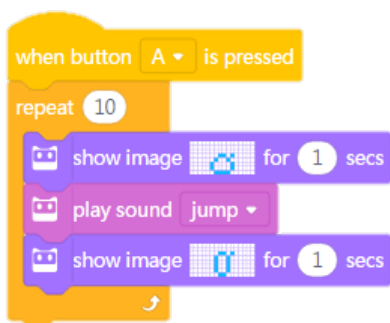 when button A is pressed
repeat 10
show image for 1 secs
play sound jump
show image for 1 secs